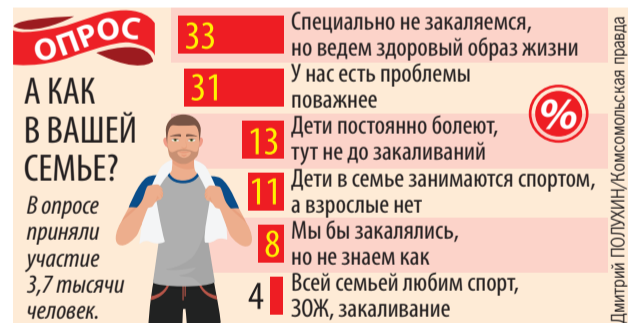 ОПРОС
А КАК
В ВАШЕЙ
СЕМЬЕ?
В опросе
приняли
участие
3,7 тысячи
человек.
33
Специально не закаляемся,
но ведем здоровый образ жизни
31
У нас есть проблемы
поважнее
13
Дети постоянно болеют,
тут не до закаливаний
11
Дети в семье занимаются спортом,
а взрослые нет
8
Мы бы закалялись,
но не знаем как
4
Всей семьей любим спорт,
ЗОЖ, закаливание
%
Дмитрий ПОЛУХИН/Комсомольская правда